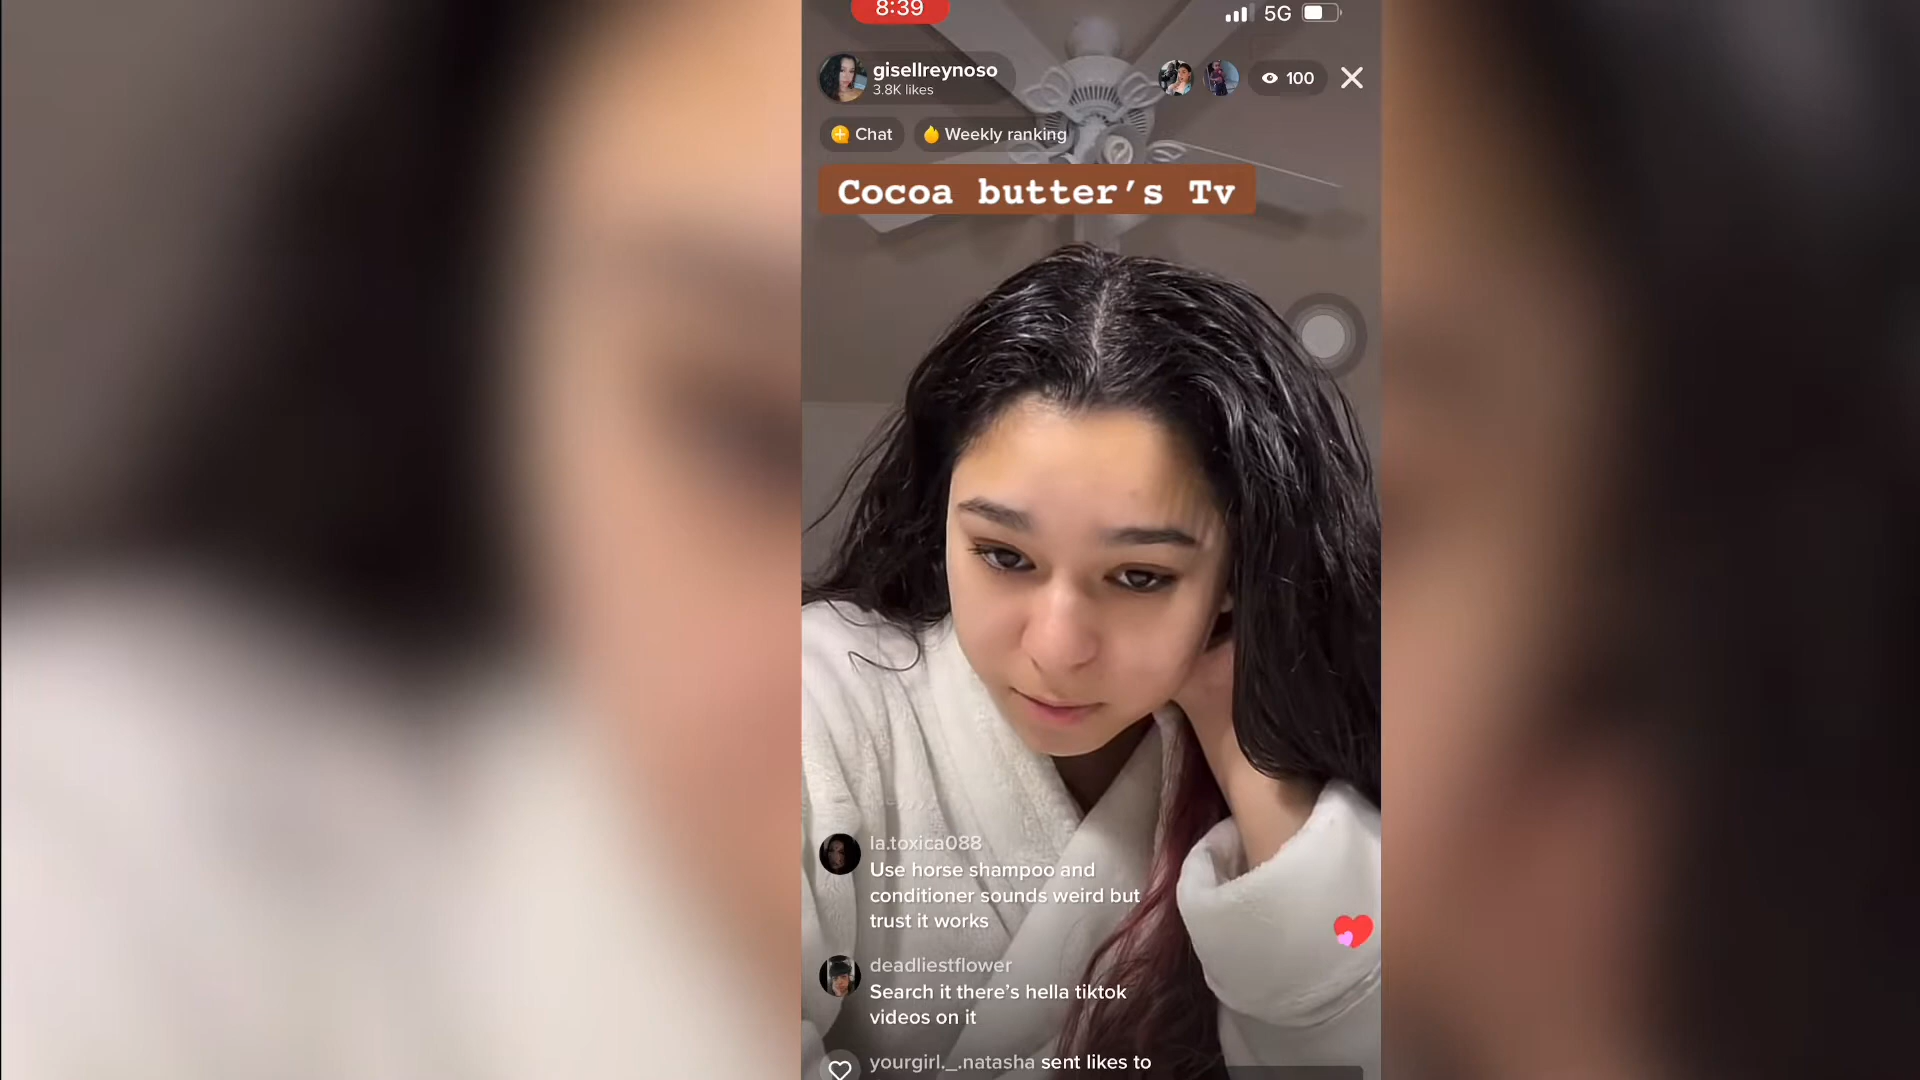 8:39
5G
gisellreynoso
3.8K likes
100
Chat
Weekly ranking
Cocoa butter’s Tv
la.toxica088
Use horse shampoo and
conditioner sounds weird but
trust it works
deadliestflower
Search it there’s hella tiktok
videos on it
yourgirl._.natasha sent likes to